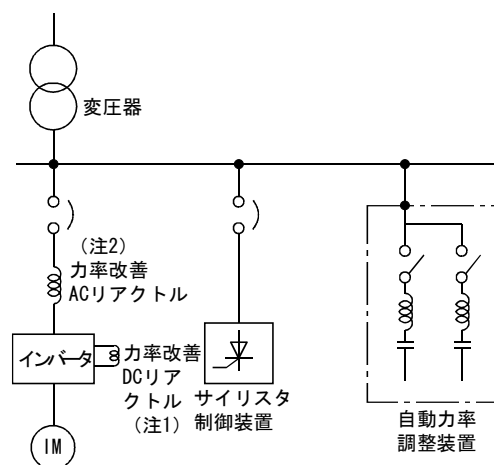 変圧器
(注2)
力率改善
ACリアクトル
インバータ
力率改善
DCリア
クトル
(注1)
サイリスタ
制御装置
IM
自動力率
調整装置